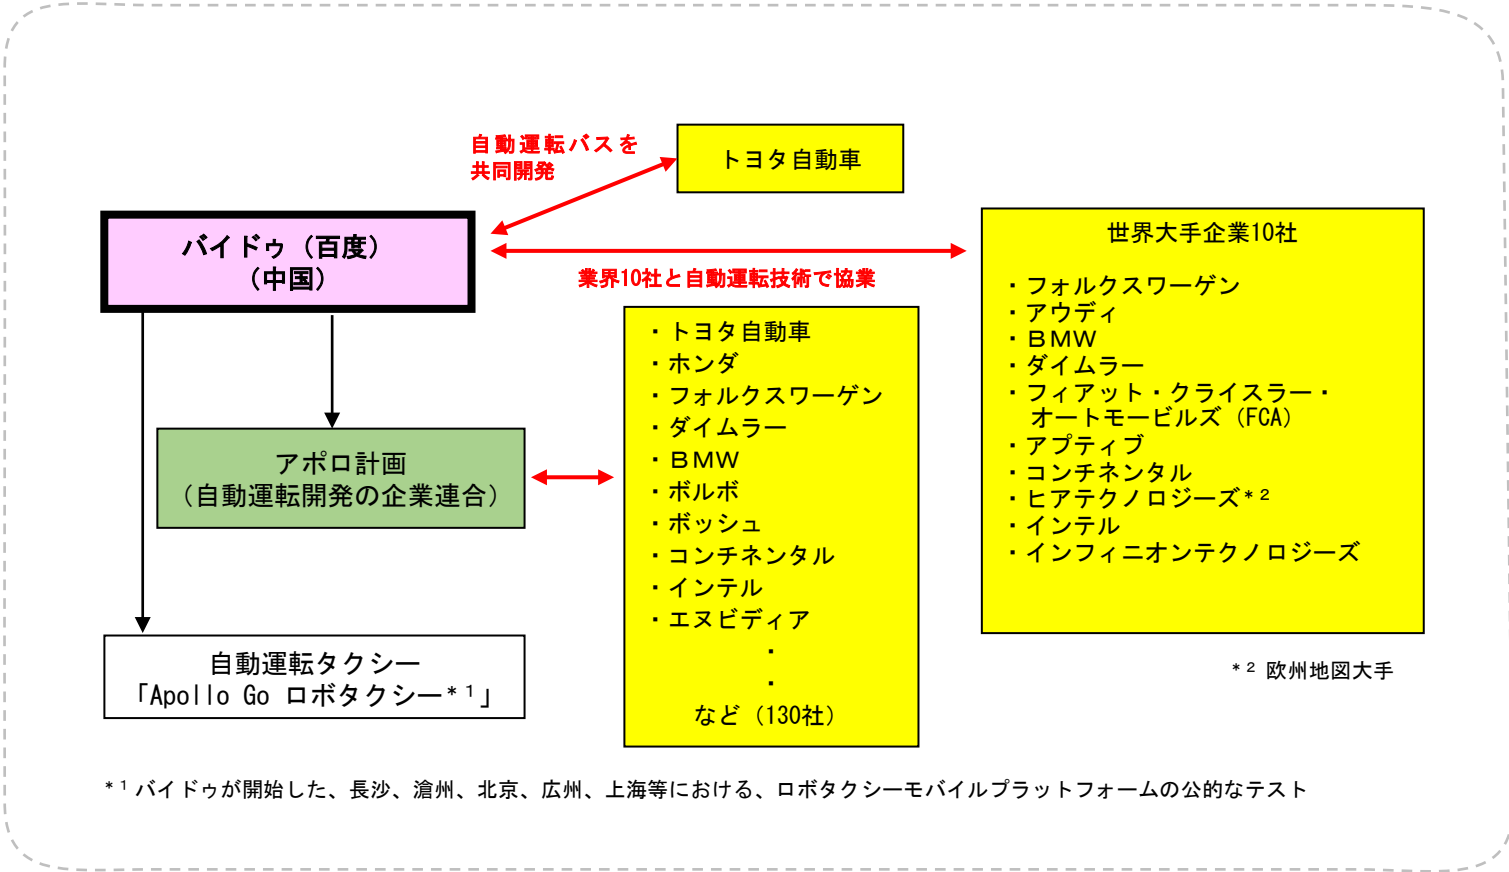 自動運転バスを
共同開発
トヨタ自動車
バイドゥ（百度）
（中国）
業界10社と自動運転技術で協業
世界大手企業10社
・フォルクスワーゲン
・アウディ
・ＢＭＷ
・ダイムラー
・フィアット・クライスラー・
オートモービルズ（FCA）
・アプティブ
・コンチネンタル
・ヒアテクノロジーズ*２
・インテル
・インフィニオンテクノロジーズ
*２ 欧州地図大手
アポロ計画
（自動運転開発の企業連合）
・トヨタ自動車
・ホンダ
・フォルクスワーゲン
・ダイムラー
・ＢＭＷ
・ボルボ
・ボッシュ
・コンチネンタル
・インテル
・エヌビディア
・
・
など（130社）
自動運転タクシー
「Apollo Go ロボタクシー*１」
*１ バイドゥが開始した、長沙、滄州、北京、広州、上海等における、ロボタクシーモバイルプラットフォームの公的なテスト